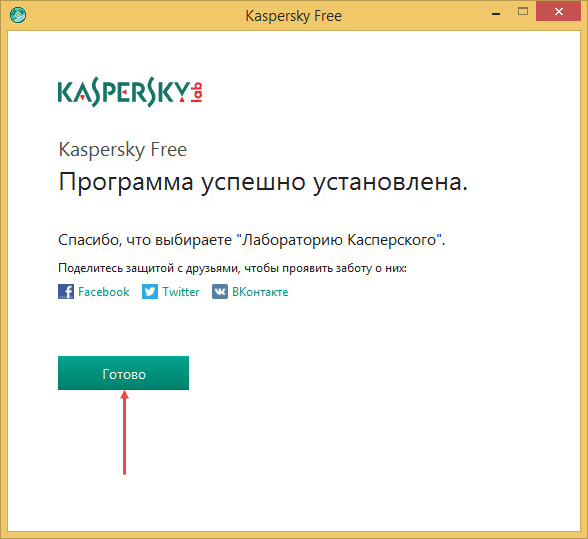 Kaspersky Free
KASPERSKY lab
Kaspersky Free
Программа успешно установлена.
Спасибо, что выбираете "Лабораторию Касперского".
Поделитесь защитой с друзьями, чтобы проявить заботу о них:
Facebook Twitter ВКонтакте
Готово